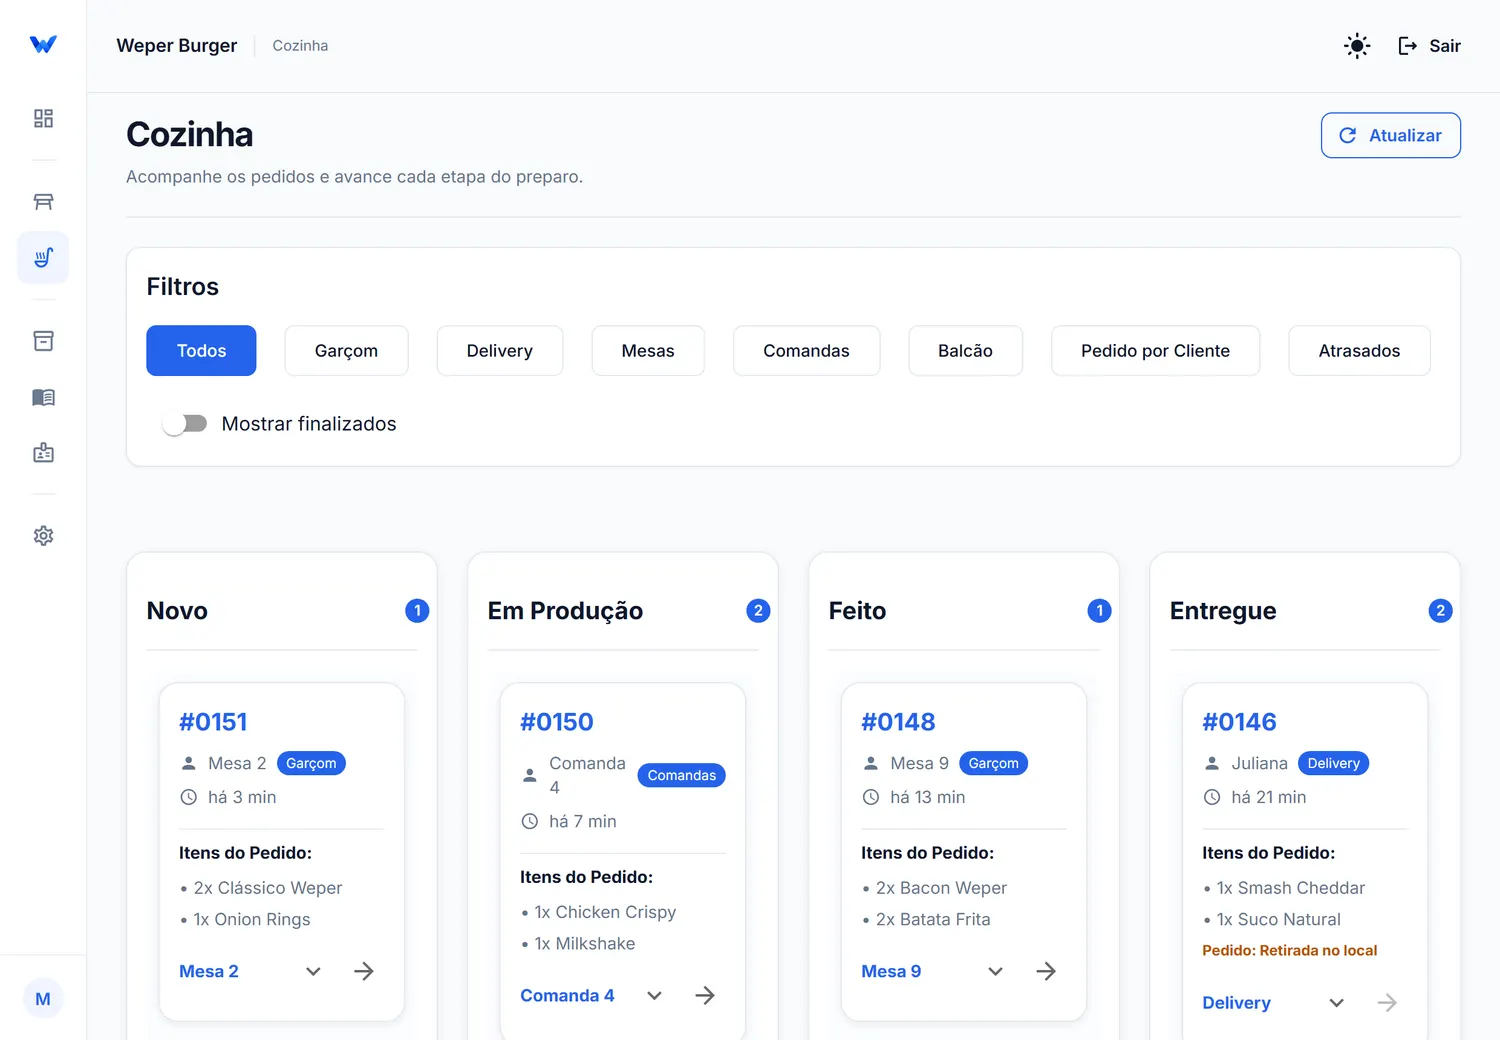 Weper Burger
Cozinha
Sair
Cozinha
Atualizar
Acompanhe os pedidos e avance cada etapa do preparo.
Filtros
Todos
Garçom
Delivery
Mesas
Comandas
Balcão
Pedido por Cliente
Atrasados
Mostrar finalizados
Novo
1
#0151
Mesa 2
Garçom
há 3 min
Itens do Pedido:
• 2x Clássico Weper
• 1x Onion Rings
Mesa 2
Em Produção
2
#0150
Comanda
4
Comandas
há 7 min
Itens do Pedido:
• 1x Chicken Crispy
• 1x Milkshake
Comanda 4
Feito
1
#0148
Mesa 9
Garçom
há 13 min
Itens do Pedido:
• 2x Bacon Weper
• 2x Batata Frita
Mesa 9
Entregue
2
#0146
Juliana
Delivery
há 21 min
Itens do Pedido:
• 1x Smash Cheddar
• 1x Suco Natural
Pedido: Retirada no local
Delivery
M